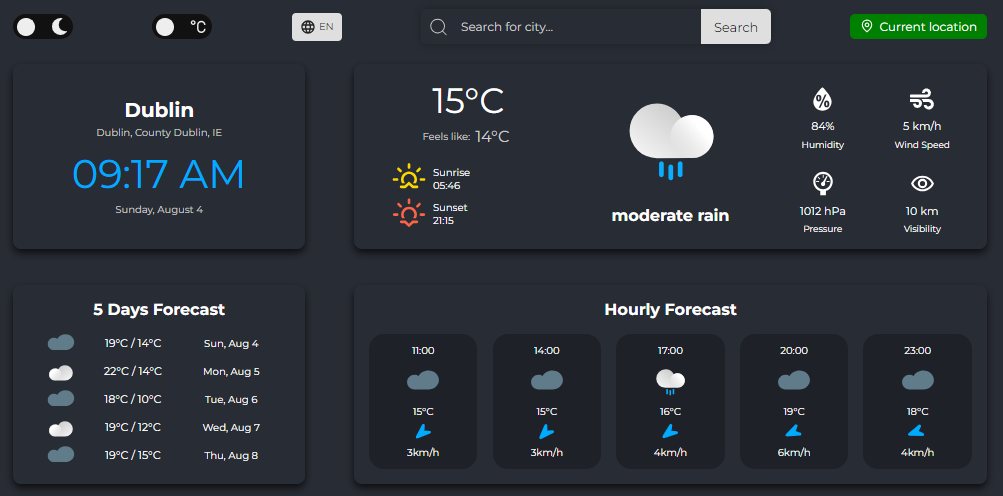 °C
EN
Search for city...
Search
Current location
Dublin
Dublin, County Dublin, IE
09:17 AM
Sunday, August 4
15°C
Feels like: 14°C
Sunrise
05:46
Sunset
21:15
moderate rain
%
84%
Humidity
5 km/h
Wind Speed
1012 hPa
Pressure
10 km
Visibility
5 Days Forecast
19°C / 14°C Sun, Aug 4
22°C / 14°C Mon, Aug 5
18°C / 10°C Tue, Aug 6
19°C / 12°C Wed, Aug 7
19°C / 15°C Thu, Aug 8
Hourly Forecast
11:00 14:00 17:00 20:00 23:00
15°C 15°C 16°C 19°C 18°C
3km/h 3km/h 4km/h 6km/h 4km/h